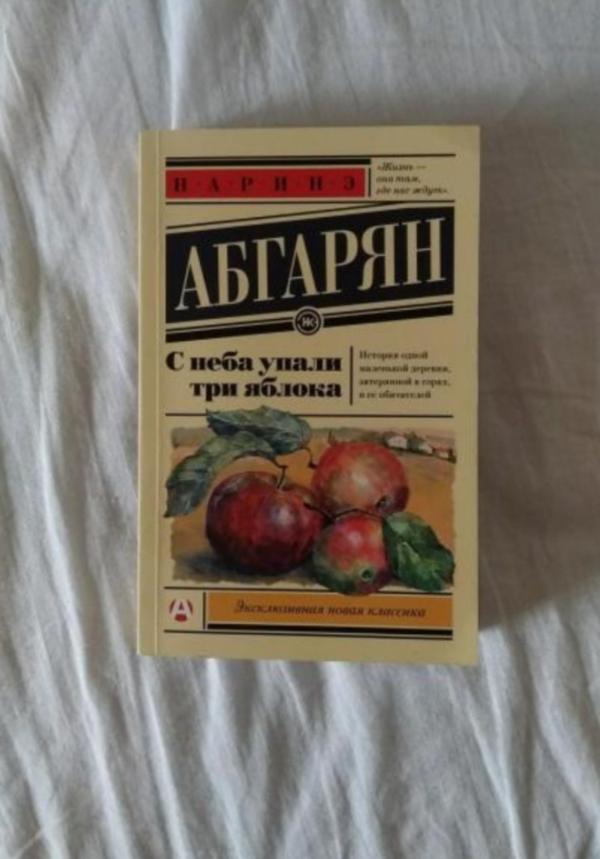 Н·А·Р·И·Н·Э
«Жизнь —
она там,
где нас ждут».
АБГАРЯН
ЭК
С неба упали
три яблока
История одной
маленькой деревни,
затерянной в горах,
и ее обитателей
А
Эксклюзивная новая классика